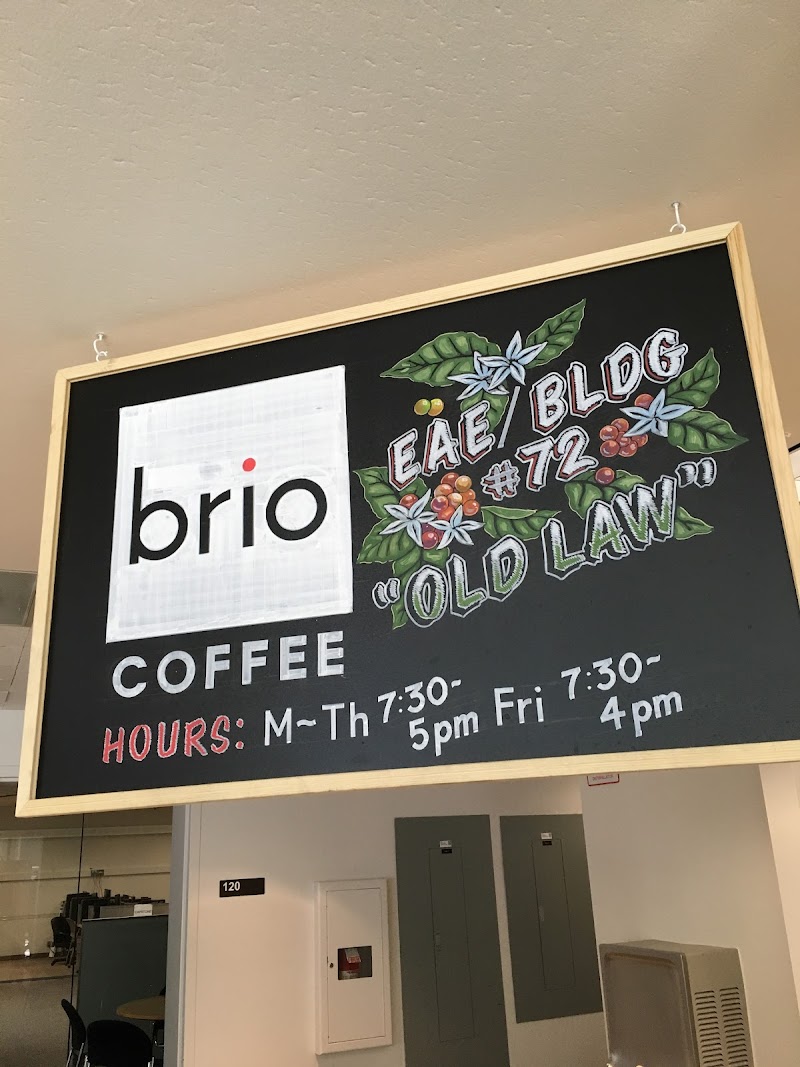 brio
COFFEE
EAE/BLDG
#72
"OLD LAW"
HOURS: M~Th 7:30~ 5pm Fri 7:30~ 4pm
120